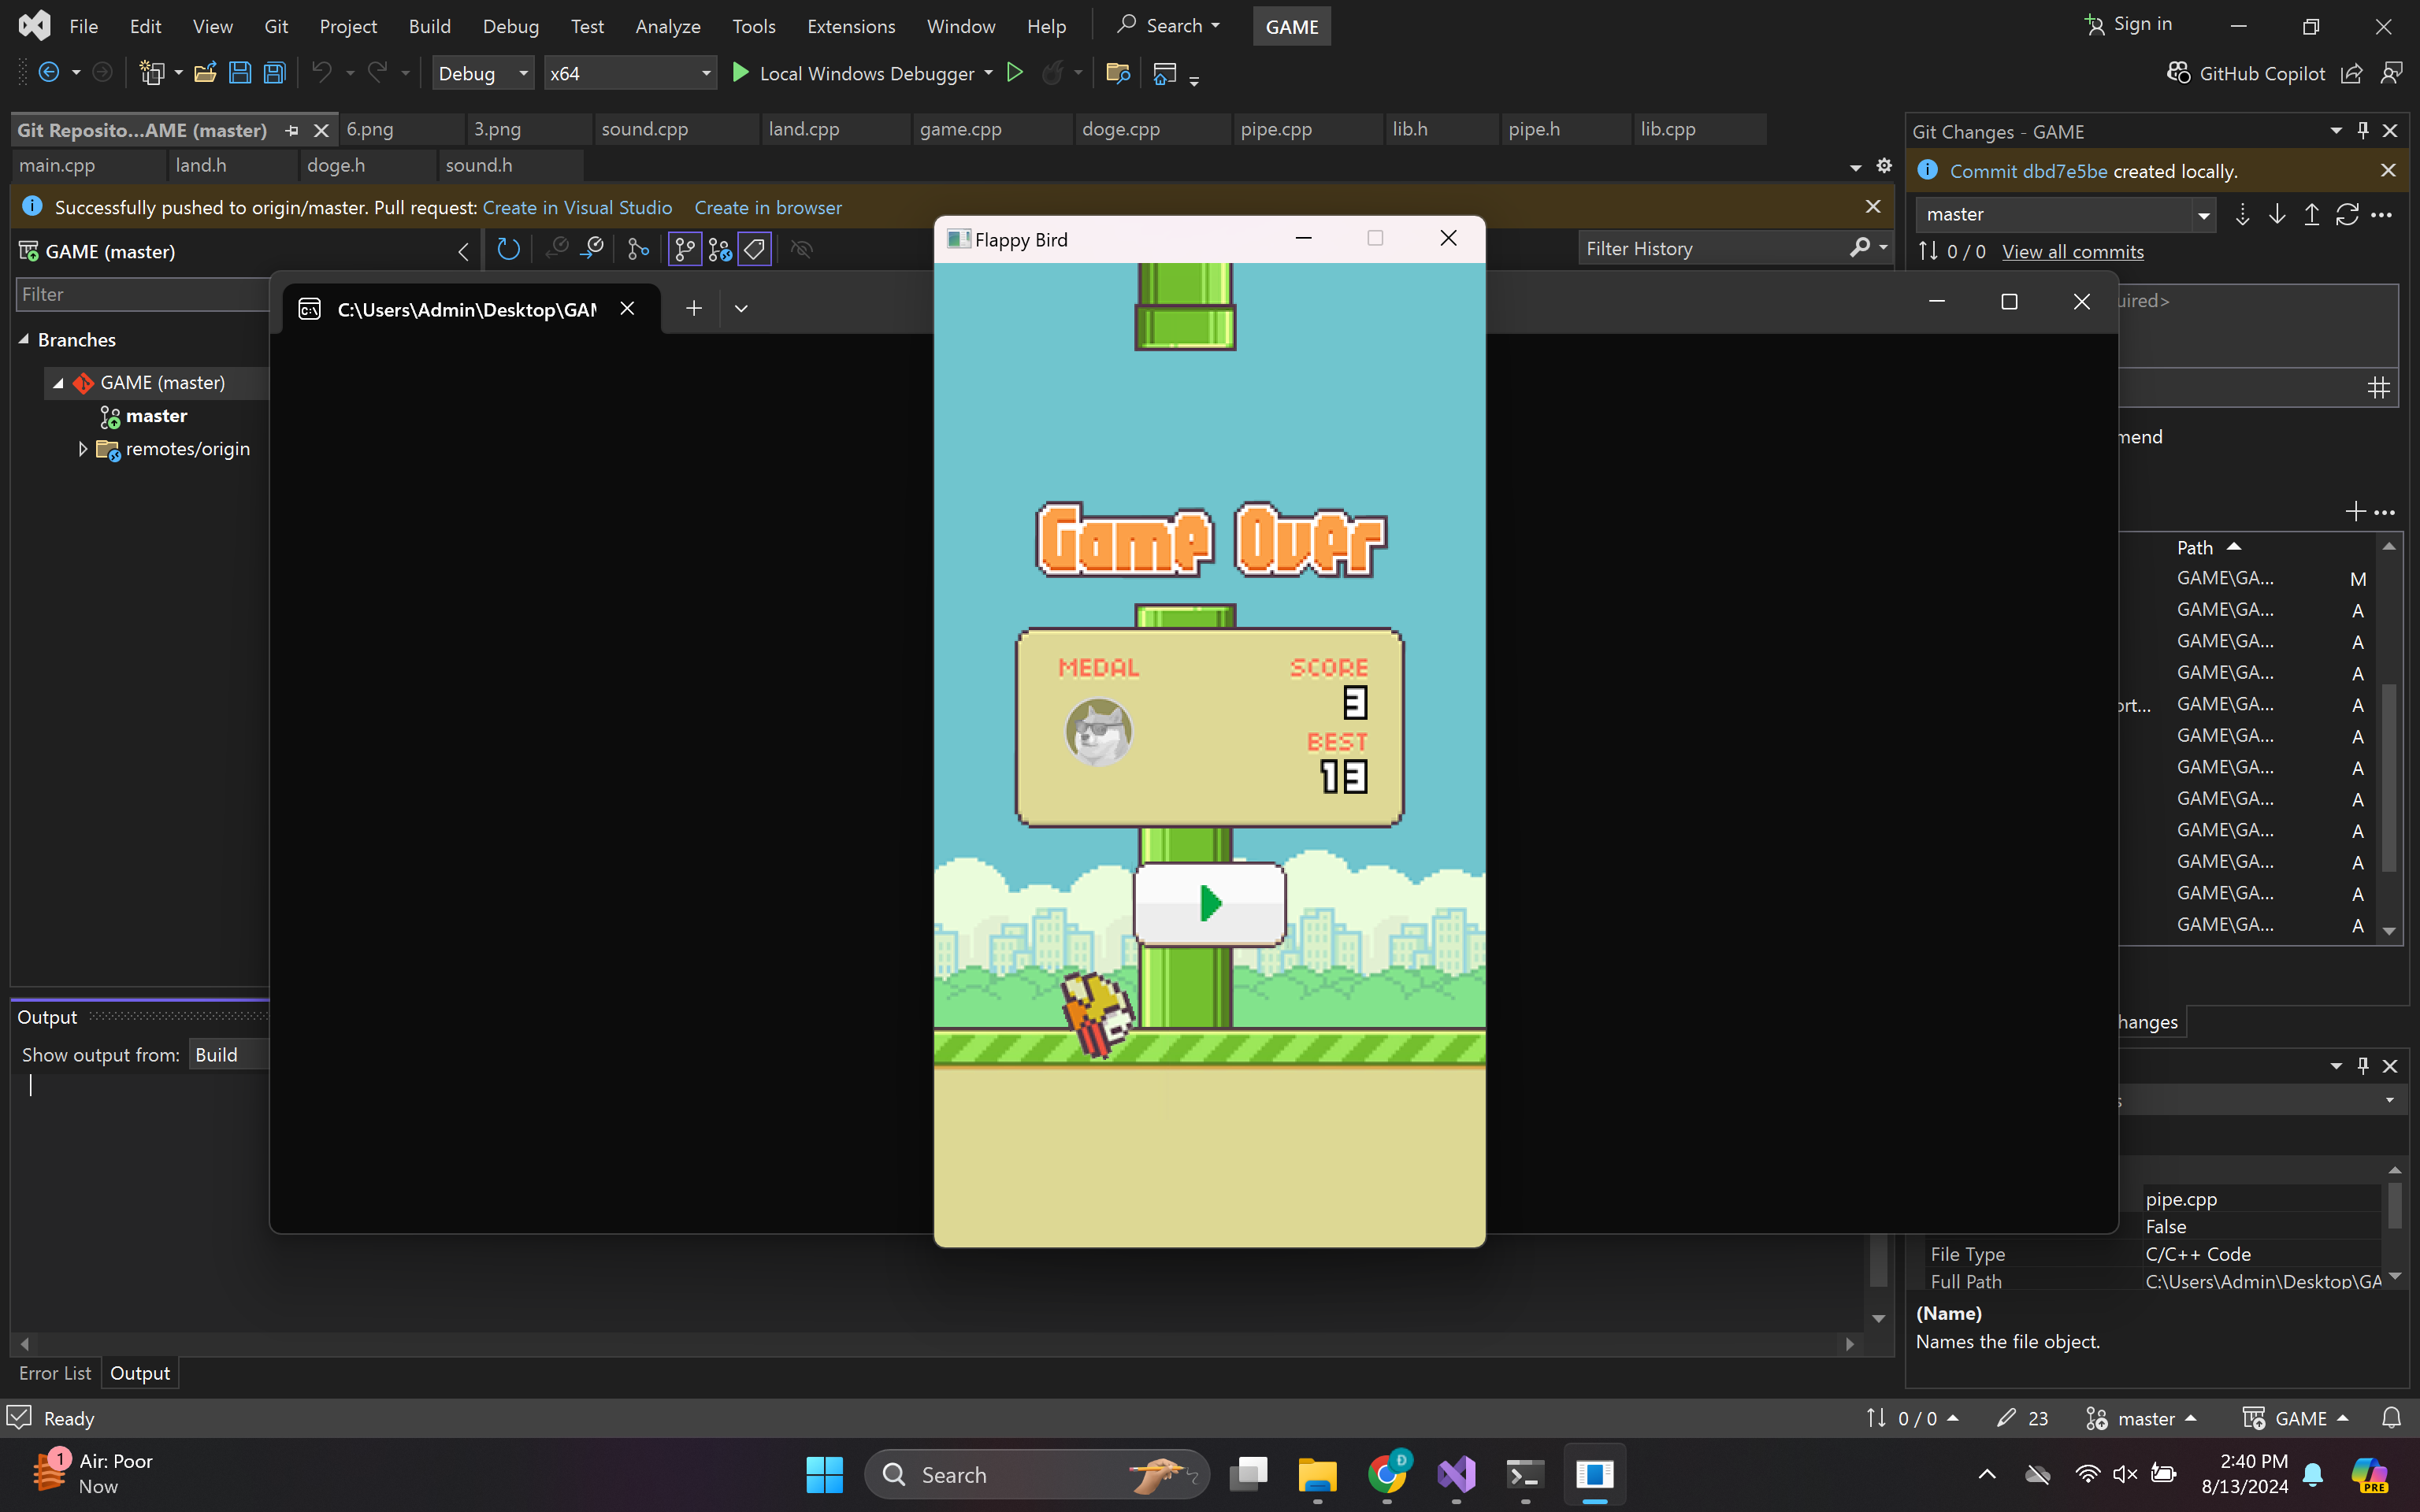 File Edit View Git Project Build Debug Test Analyze Tools Extensions Window Help Search GAME Sign in
Debug x64 Local Windows Debugger GitHub Copilot
Git Reposito...AME (master) 6.png 3.png sound.cpp land.cpp game.cpp doge.cpp pipe.cpp lib.h pipe.h lib.cpp
main.cpp land.h doge.h sound.h
Successfully pushed to origin/master. Pull request: Create in Visual Studio Create in browser
GAME (master)
Filter History
Filter
Branches
GAME (master)
master
remotes/origin
C:\Users\Admin\Desktop\GA
Flappy Bird
Game Over
MEDAL SCORE
3
BEST
13
Git Changes - GAME
Commit dbd7e5be created locally.
master
0 / 0 View all commits
uired>
mend
Path
GAME\GA... M
GAME\GA... A
GAME\GA... A
GAME\GA... A
ort... GAME\GA... A
GAME\GA... A
GAME\GA... A
GAME\GA... A
GAME\GA... A
GAME\GA... A
GAME\GA... A
GAME\GA... A
hanges
s
pipe.cpp
False
File Type C/C++ Code
Full Path C:\Users\Admin\Desktop\GA
(Name)
Names the file object.
Output
Show output from: Build
Error List Output
Ready 0 / 0 23 master GAME
1
Air: Poor
Now
Search
Đ
2:40 PM
8/13/2024
PRE